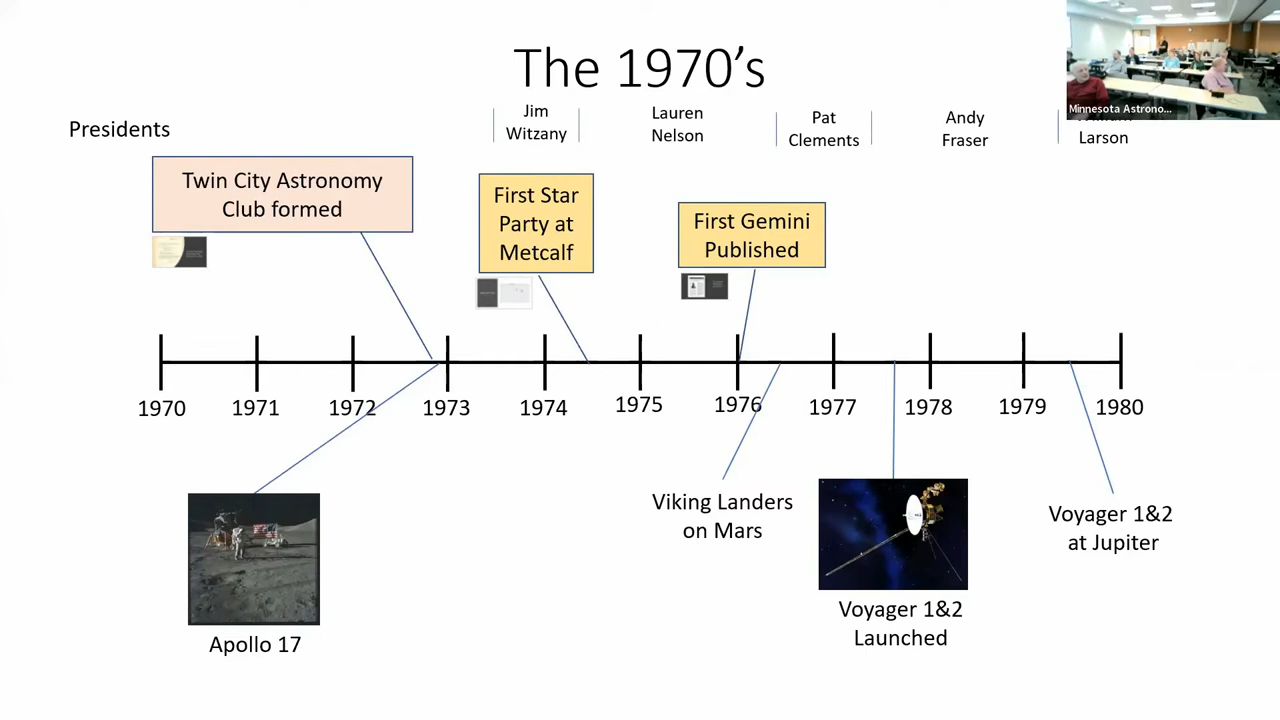 The 1970's
Minnesota Astrono...
Presidents
Jim
Witzany
Lauren
Nelson
Pat
Clements
Andy
Fraser
Larson
Twin City Astronomy
Club formed
First Star
Party at
Metcalf
First Gemini
Published
1970
1971
1972
1973
1974
1975
1976
1977
1978
1979
1980
Viking Landers
on Mars
Voyager 1&2
at Jupiter
Voyager 1&2
Launched
Apollo 17